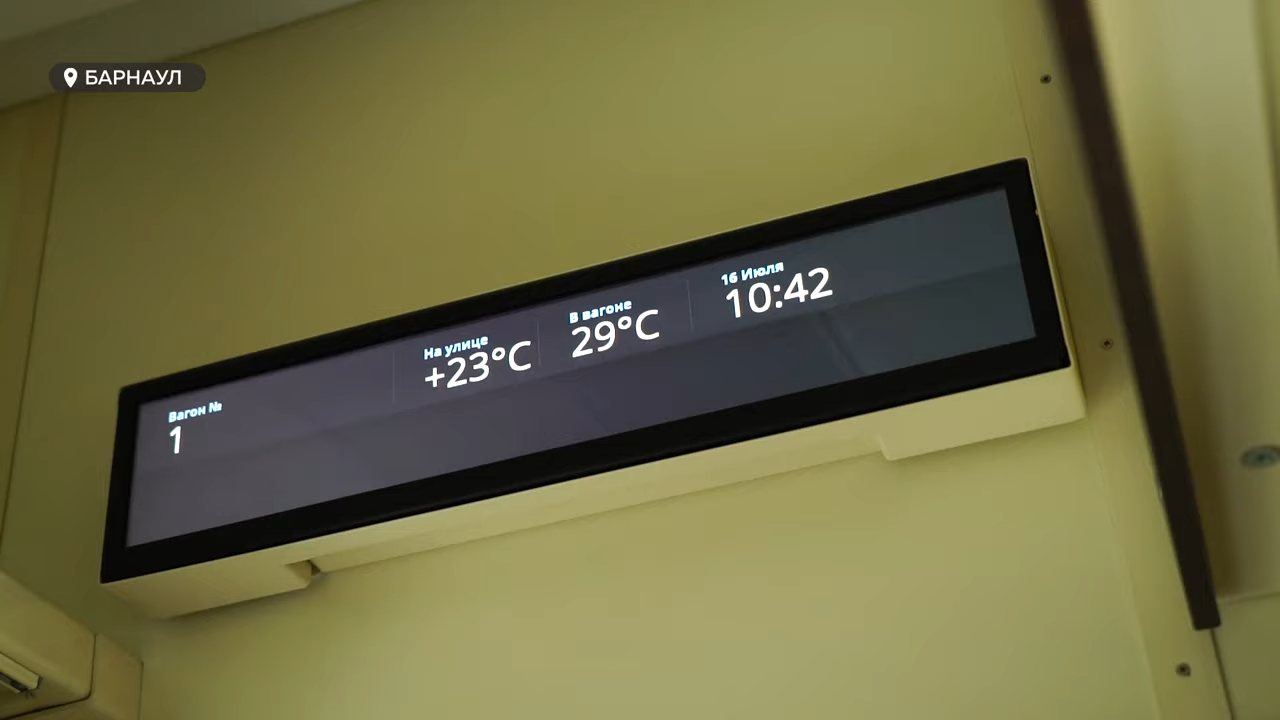 БАРНАУЛ
Вагон №
1
На улице
+23°C
В вагоне
29°C
16 Июля
10:42